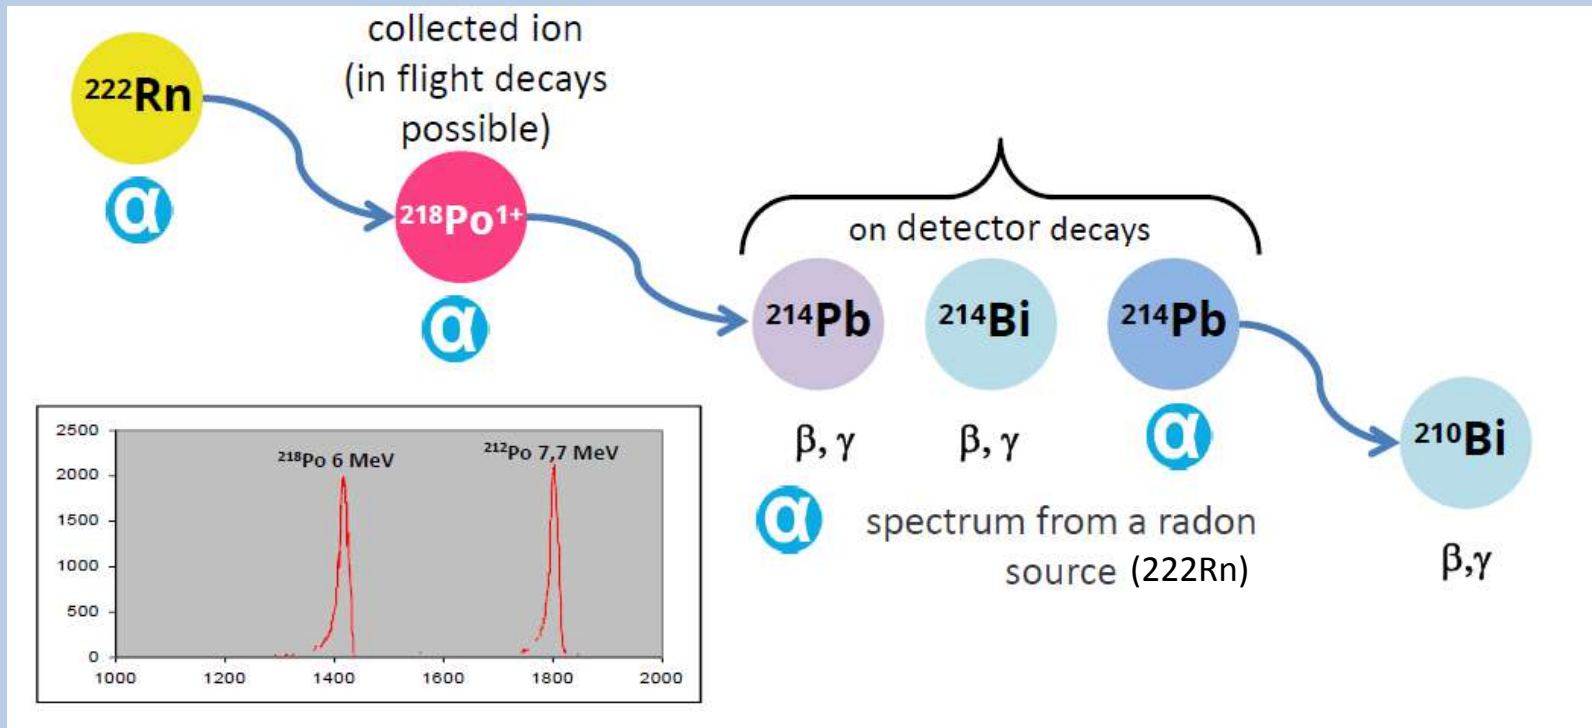 collected ion
(in flight decays
possible)
²²²Rn
α
²¹⁸Po¹⁺
α
on detector decays
²¹⁴Pb
²¹⁴Bi
²¹⁴Pb
β, γ
β, γ
α
²¹⁰Bi
β,γ
α spectrum from a radon
source (222Rn)
2500
2000
1500
1000
500
0
²¹⁸Po 6 MeV
²¹²Po 7,7 MeV
1000 1200 1400 1600 1800 2000